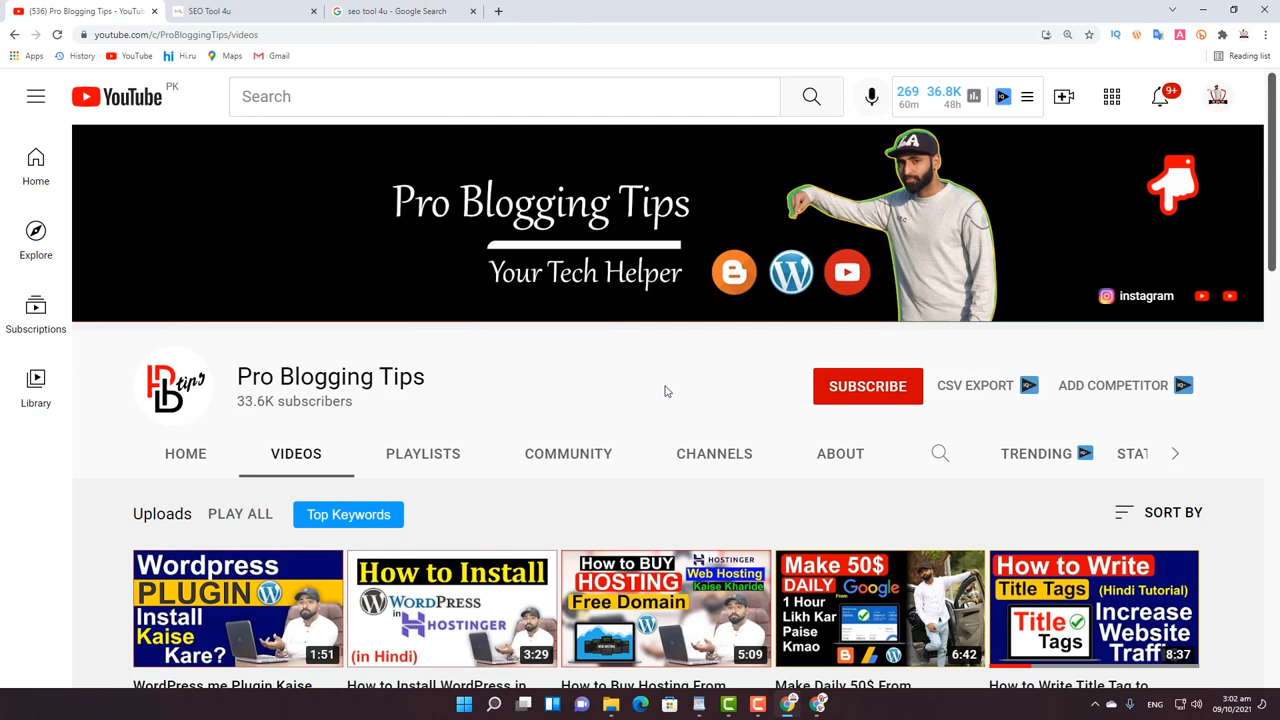 (536) Pro Blogging Tips - YouTub
SEO Tool 4u
seo tool 4u - Google Search
youtube.com/c/ProBloggingTips/videos
Apps
History
YouTube
Hi.ru
Maps
Gmail
Reading list
YouTube PK
Search
269
60m
36.8K
48h
9+
Home
Explore
Subscriptions
Library
Pro Blogging Tips
Your Tech Helper
instagram
Pro Blogging Tips
33.6K subscribers
SUBSCRIBE
CSV EXPORT
ADD COMPETITOR
HOME
VIDEOS
PLAYLISTS
COMMUNITY
CHANNELS
ABOUT
TRENDING
STAT
Uploads
PLAY ALL
Top Keywords
SORT BY
Wordpress
PLUGIN
Install
Kaise
Kare?
1:51
How to Install
WORDPRESS in
HOSTINGER
(in Hindi)
3:29
How to BUY
HOSTING
Free Domain
HOSTINGER
Web Hosting
Kaise Kharide
5:09
Make 50$
DAILY From Google
1 Hour
Likh Kar
Paise
Kmao
6:42
How to Write
Title Tags (Hindi Tutorial)
Title
Tags
Increase
Website
Traffic
8:37
WordPress me Plugin Kaise
How to Install WordPress in
How to Buy Hosting From
Make Daily 50$ From
How to Write Title Tag to
ENG
3:02 am
09/10/2021